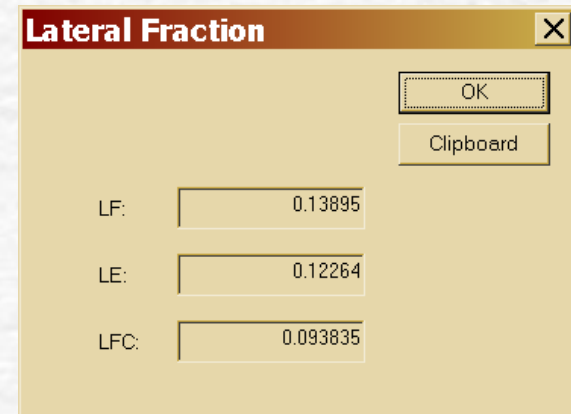 Lateral Fraction
OK
Clipboard
LF: 0.13895
LE: 0.12264
LFC: 0.093835